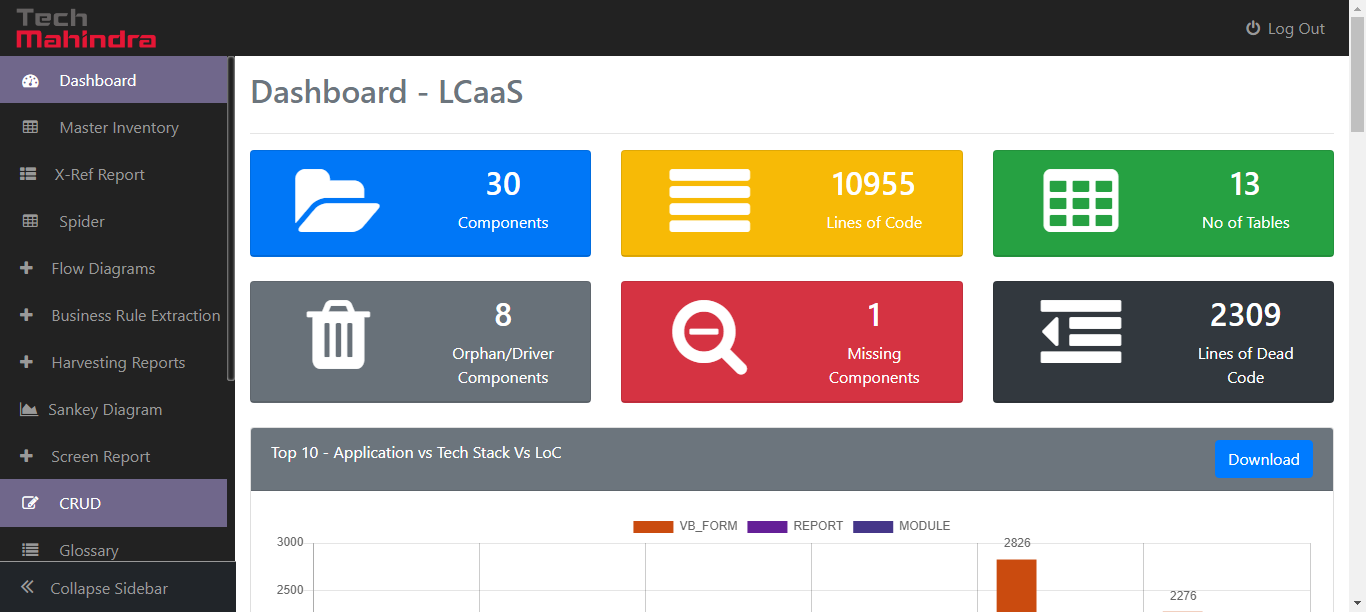 Tech
Mahindra
Log Out
Dashboard
Master Inventory
X-Ref Report
Spider
Flow Diagrams
Business Rule Extraction
Harvesting Reports
Sankey Diagram
Screen Report
CRUD
Glossary
Collapse Sidebar
Dashboard - LCaaS
30
Components
10955
Lines of Code
13
No of Tables
8
Orphan/Driver
Components
1
Missing
Components
2309
Lines of Dead
Code
Top 10 - Application vs Tech Stack Vs LoC
Download
VB_FORM REPORT MODULE
3000
2826
2500
2276